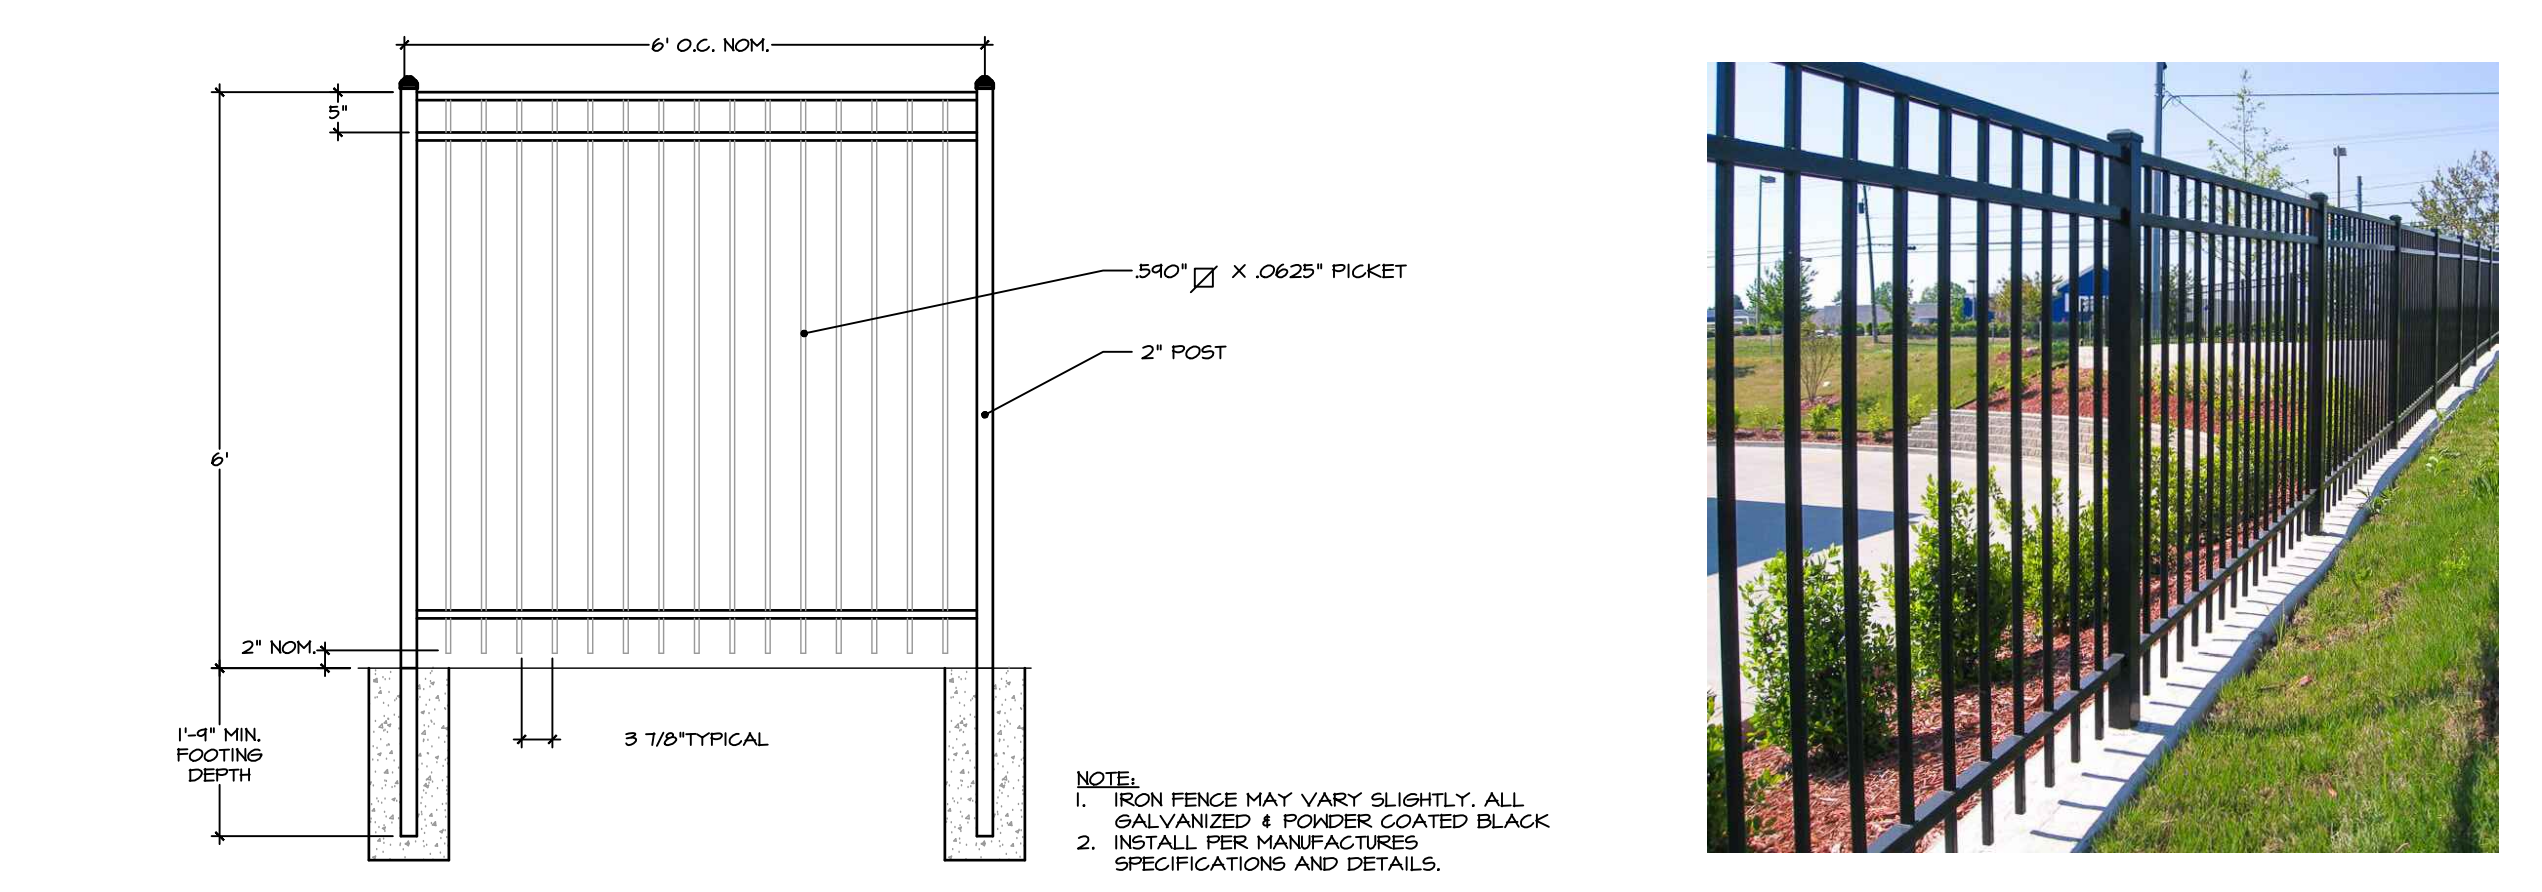 6' O.C. NOM.
5"
.590" X .0625" PICKET
2" POST
6'
2" NOM.
1'-9" MIN.
FOOTING
DEPTH
3 7/8"TYPICAL
NOTE:
1. IRON FENCE MAY VARY SLIGHTLY. ALL
GALVANIZED & POWDER COATED BLACK
2. INSTALL PER MANUFACTURES
SPECIFICATIONS AND DETAILS.